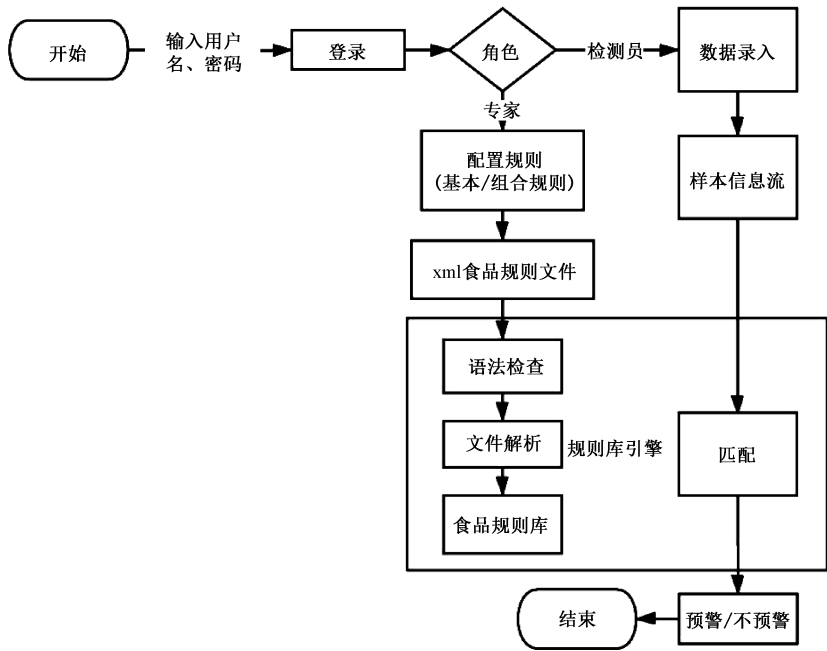 开始
输入用户
名、密码
登录
角色
检测员
数据录入
专家
配置规则
(基本/组合规则)
样本信息流
xml食品规则文件
语法检查
文件解析
规则库引擎
匹配
食品规则库
结束
预警/不预警